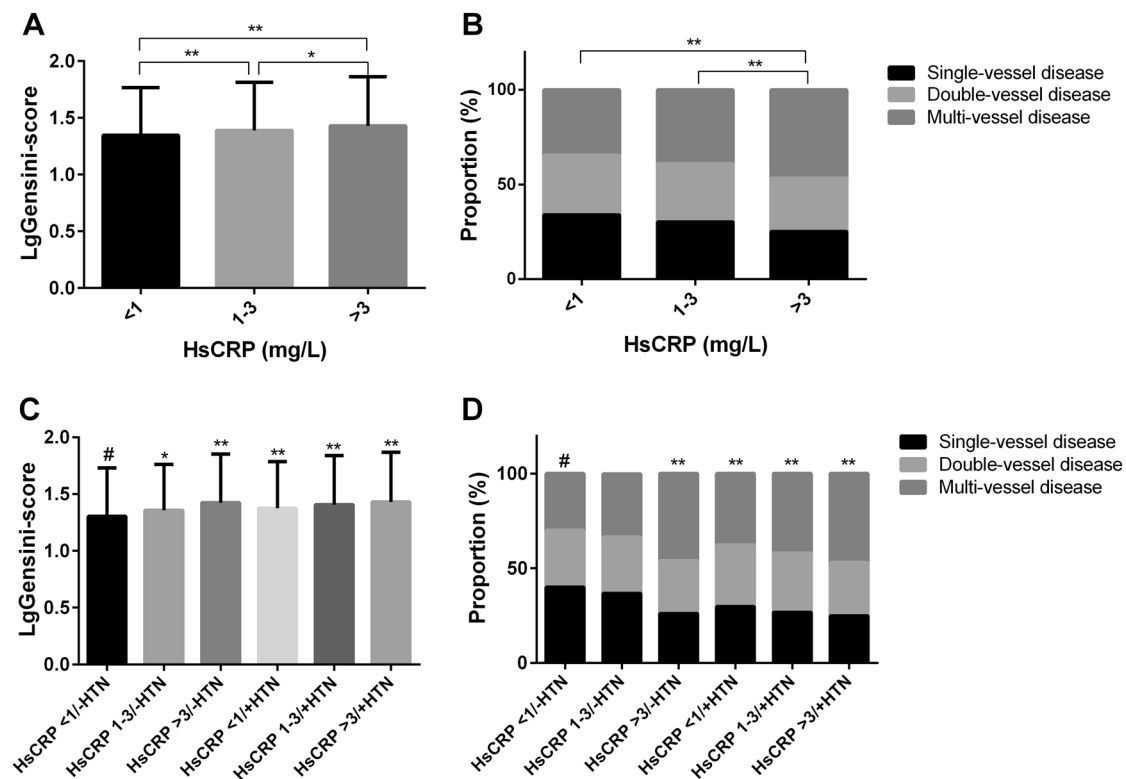 A
**
**
*
2.0
1.5
1.0
0.5
0.0
LgGensini-score
<1
1-3
>3
HsCRP (mg/L)
B
**
**
100
50
0
Proportion (%)
<1
1-3
>3
HsCRP (mg/L)
Single-vessel disease
Double-vessel disease
Multi-vessel disease
C
#
*
**
**
**
**
2.0
1.5
1.0
0.5
0.0
LgGensini-score
HsCRP <1/-HTN
HsCRP 1-3/-HTN
HsCRP >3/-HTN
HsCRP <1/+HTN
HsCRP 1-3/+HTN
HsCRP >3/+HTN
D
#
**
**
**
**
100
50
0
Proportion (%)
HsCRP <1/-HTN
HsCRP 1-3/-HTN
HsCRP >3/-HTN
HsCRP <1/+HTN
HsCRP 1-3/+HTN
HsCRP >3/+HTN
Single-vessel disease
Double-vessel disease
Multi-vessel disease